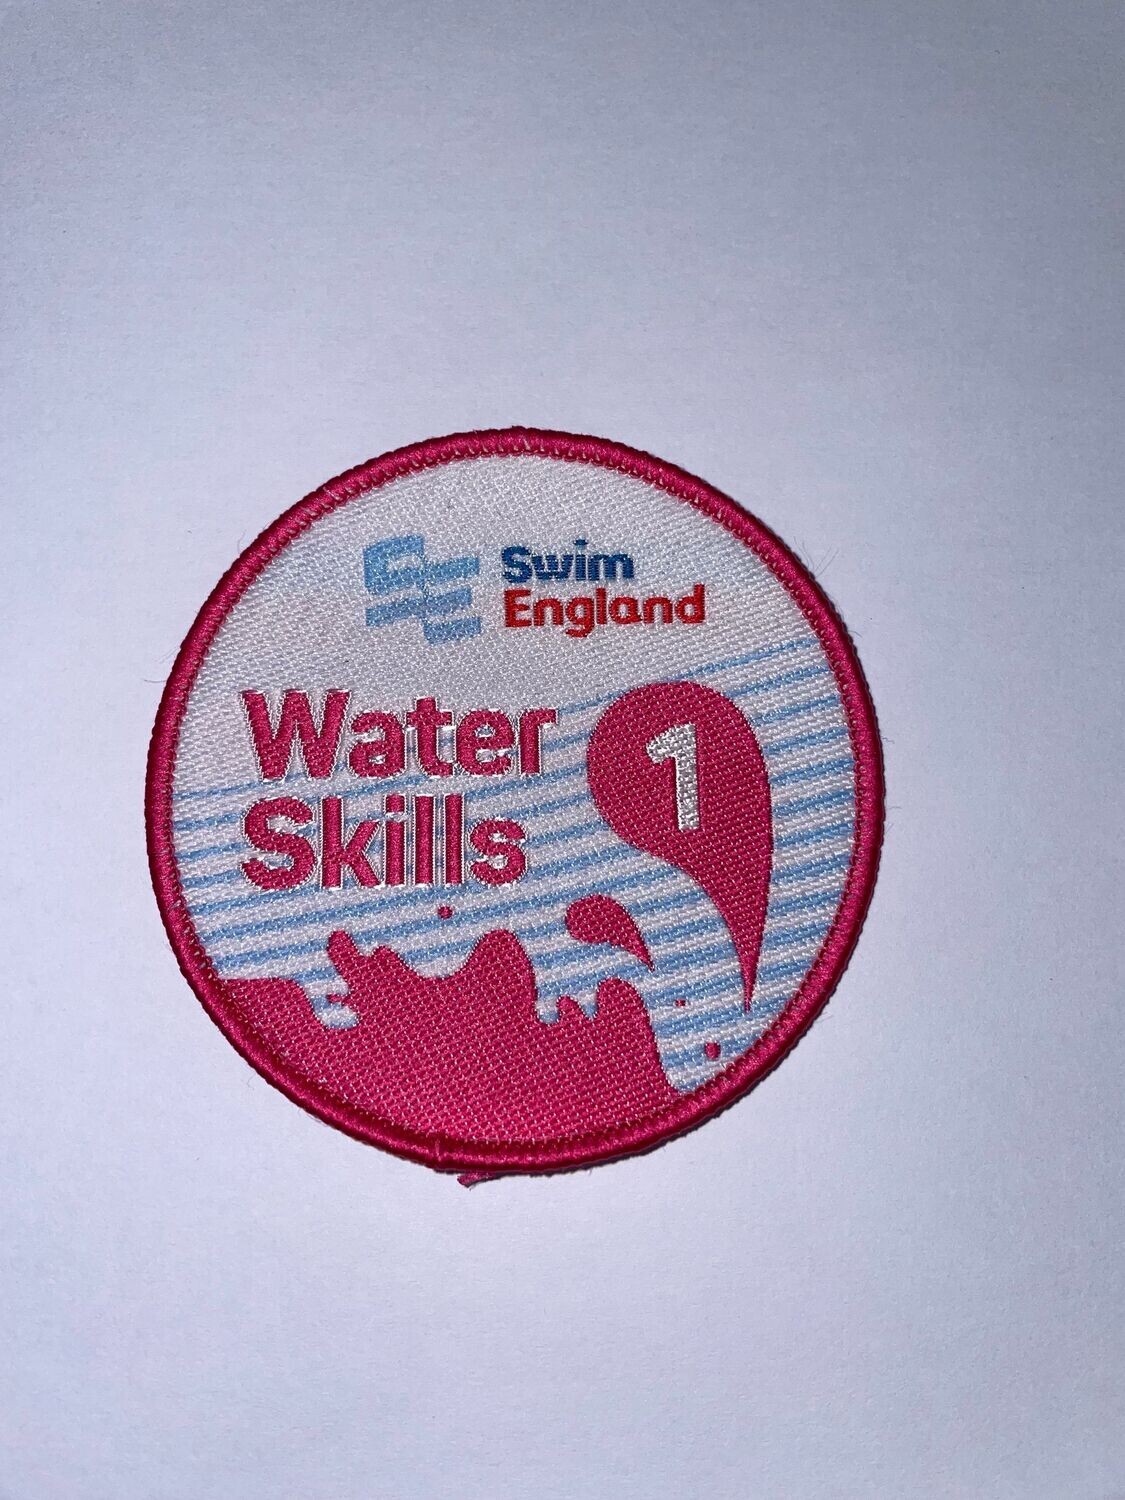 Swim
England
Water
Skills
1